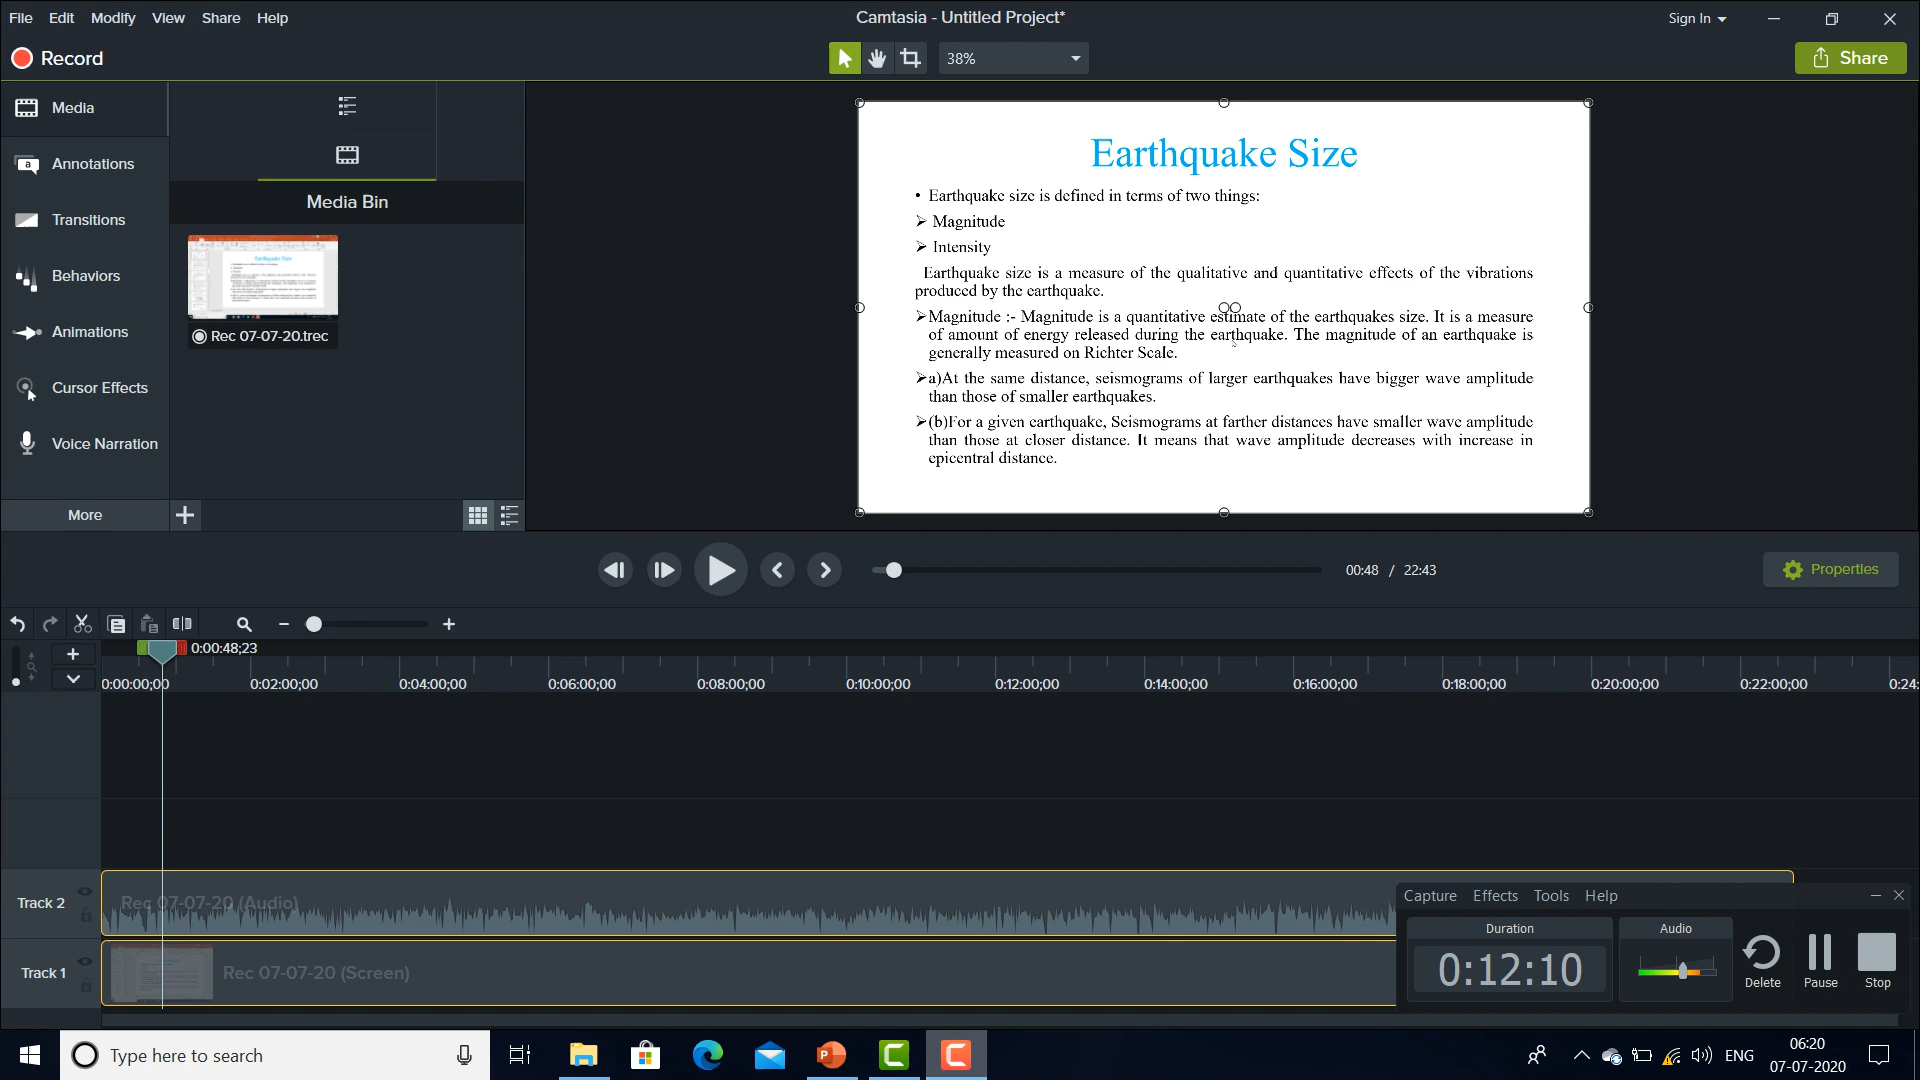 File Edit Modify View Share Help
Camtasia - Untitled Project*
Sign In
Record
38%
Share
Media
Annotations
Transitions
Behaviors
Animations
Cursor Effects
Voice Narration
More
Media Bin
Rec 07-07-20.trec
Earthquake Size
• Earthquake size is defined in terms of two things:
➢ Magnitude
➢ Intensity
Earthquake size is a measure of the qualitative and quantitative effects of the vibrations
produced by the earthquake.
➢Magnitude :- Magnitude is a quantitative estimate of the earthquakes size. It is a measure
of amount of energy released during the earthquake. The magnitude of an earthquake is
generally measured on Richter Scale.
➢a)At the same distance, seismograms of larger earthquakes have bigger wave amplitude
than those of smaller earthquakes.
➢(b)For a given earthquake, Seismograms at farther distances have smaller wave amplitude
than those at closer distance. It means that wave amplitude decreases with increase in
epicentral distance.
00:48 / 22:43
Properties
0:00:48;23
0:00:00;00 0:02:00;00 0:04:00;00 0:06:00;00 0:08:00;00 0:10:00;00 0:12:00;00 0:14:00;00 0:16:00;00 0:18:00;00 0:20:00;00 0:22:00;00 0:24:
Track 2
Rec 07-07-20 (Audio)
Track 1
Rec 07-07-20 (Screen)
Capture Effects Tools Help
Duration
0:12:10
Audio
Delete
Pause
Stop
Type here to search
ENG
06:20
07-07-2020